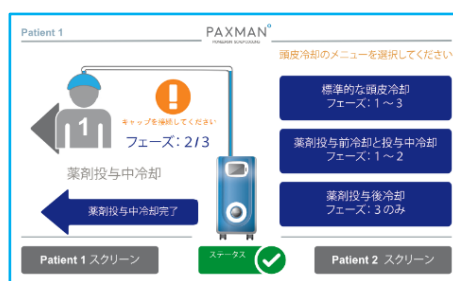 Patient 1
PAXMAN
頭皮冷却のメニューを選択してください
標準的な頭皮冷却
フェーズ：1～3
1
キャップを接続してください
フェーズ：2/3
薬剤投与前冷却と投与中冷却
フェーズ：1～2
薬剤投与中冷却
薬剤投与中冷却完了
薬剤投与後冷却
フェーズ：3のみ
Patient 1 スクリーン
ステータス
Patient 2 スクリーン